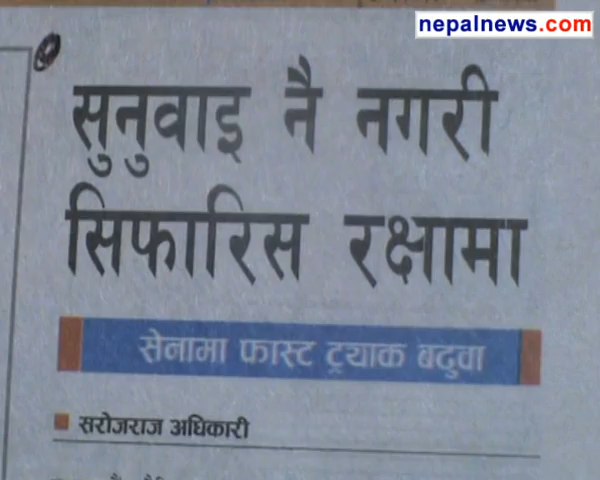 nepalnews.com
सुनुवाइ नै नगरी
सिफारिस रक्षामा
सेनामा फास्ट ट्र्याक बढुवा
सरोजराज अधिकारी